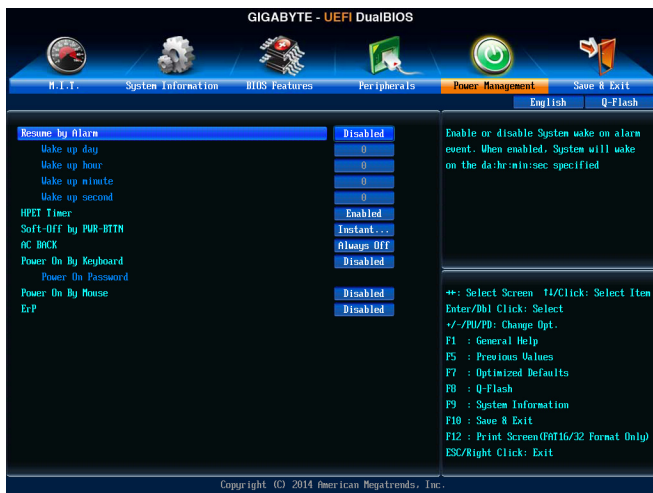 GIGABYTE - UEFI DualBIOS
M.I.T. System Information BIOS Features Peripherals Power Management Save & Exit
English Q-Flash
Resume by Alarm Disabled
Wake up day 0
Wake up hour 0
Wake up minute 0
Wake up second 0
HPET Timer Enabled
Soft-Off by PWR-BTTN Instant...
AC BACK Always Off
Power On By Keyboard Disabled
Power On Password
Power On By Mouse Disabled
ErP Disabled
Enable or disable System wake on alarm
event. When enabled, System will wake
on the da:hr:min:sec specified
→←: Select Screen ↑↓/Click: Select Item
Enter/Dbl Click: Select
+/-/PU/PD: Change Opt.
F1 : General Help
F5 : Previous Values
F7 : Optimized Defaults
F8 : Q-Flash
F9 : System Information
F10 : Save & Exit
F12 : Print Screen(FAT16/32 Format Only)
ESC/Right Click: Exit
Copyright (C) 2014 American Megatrends, Inc.